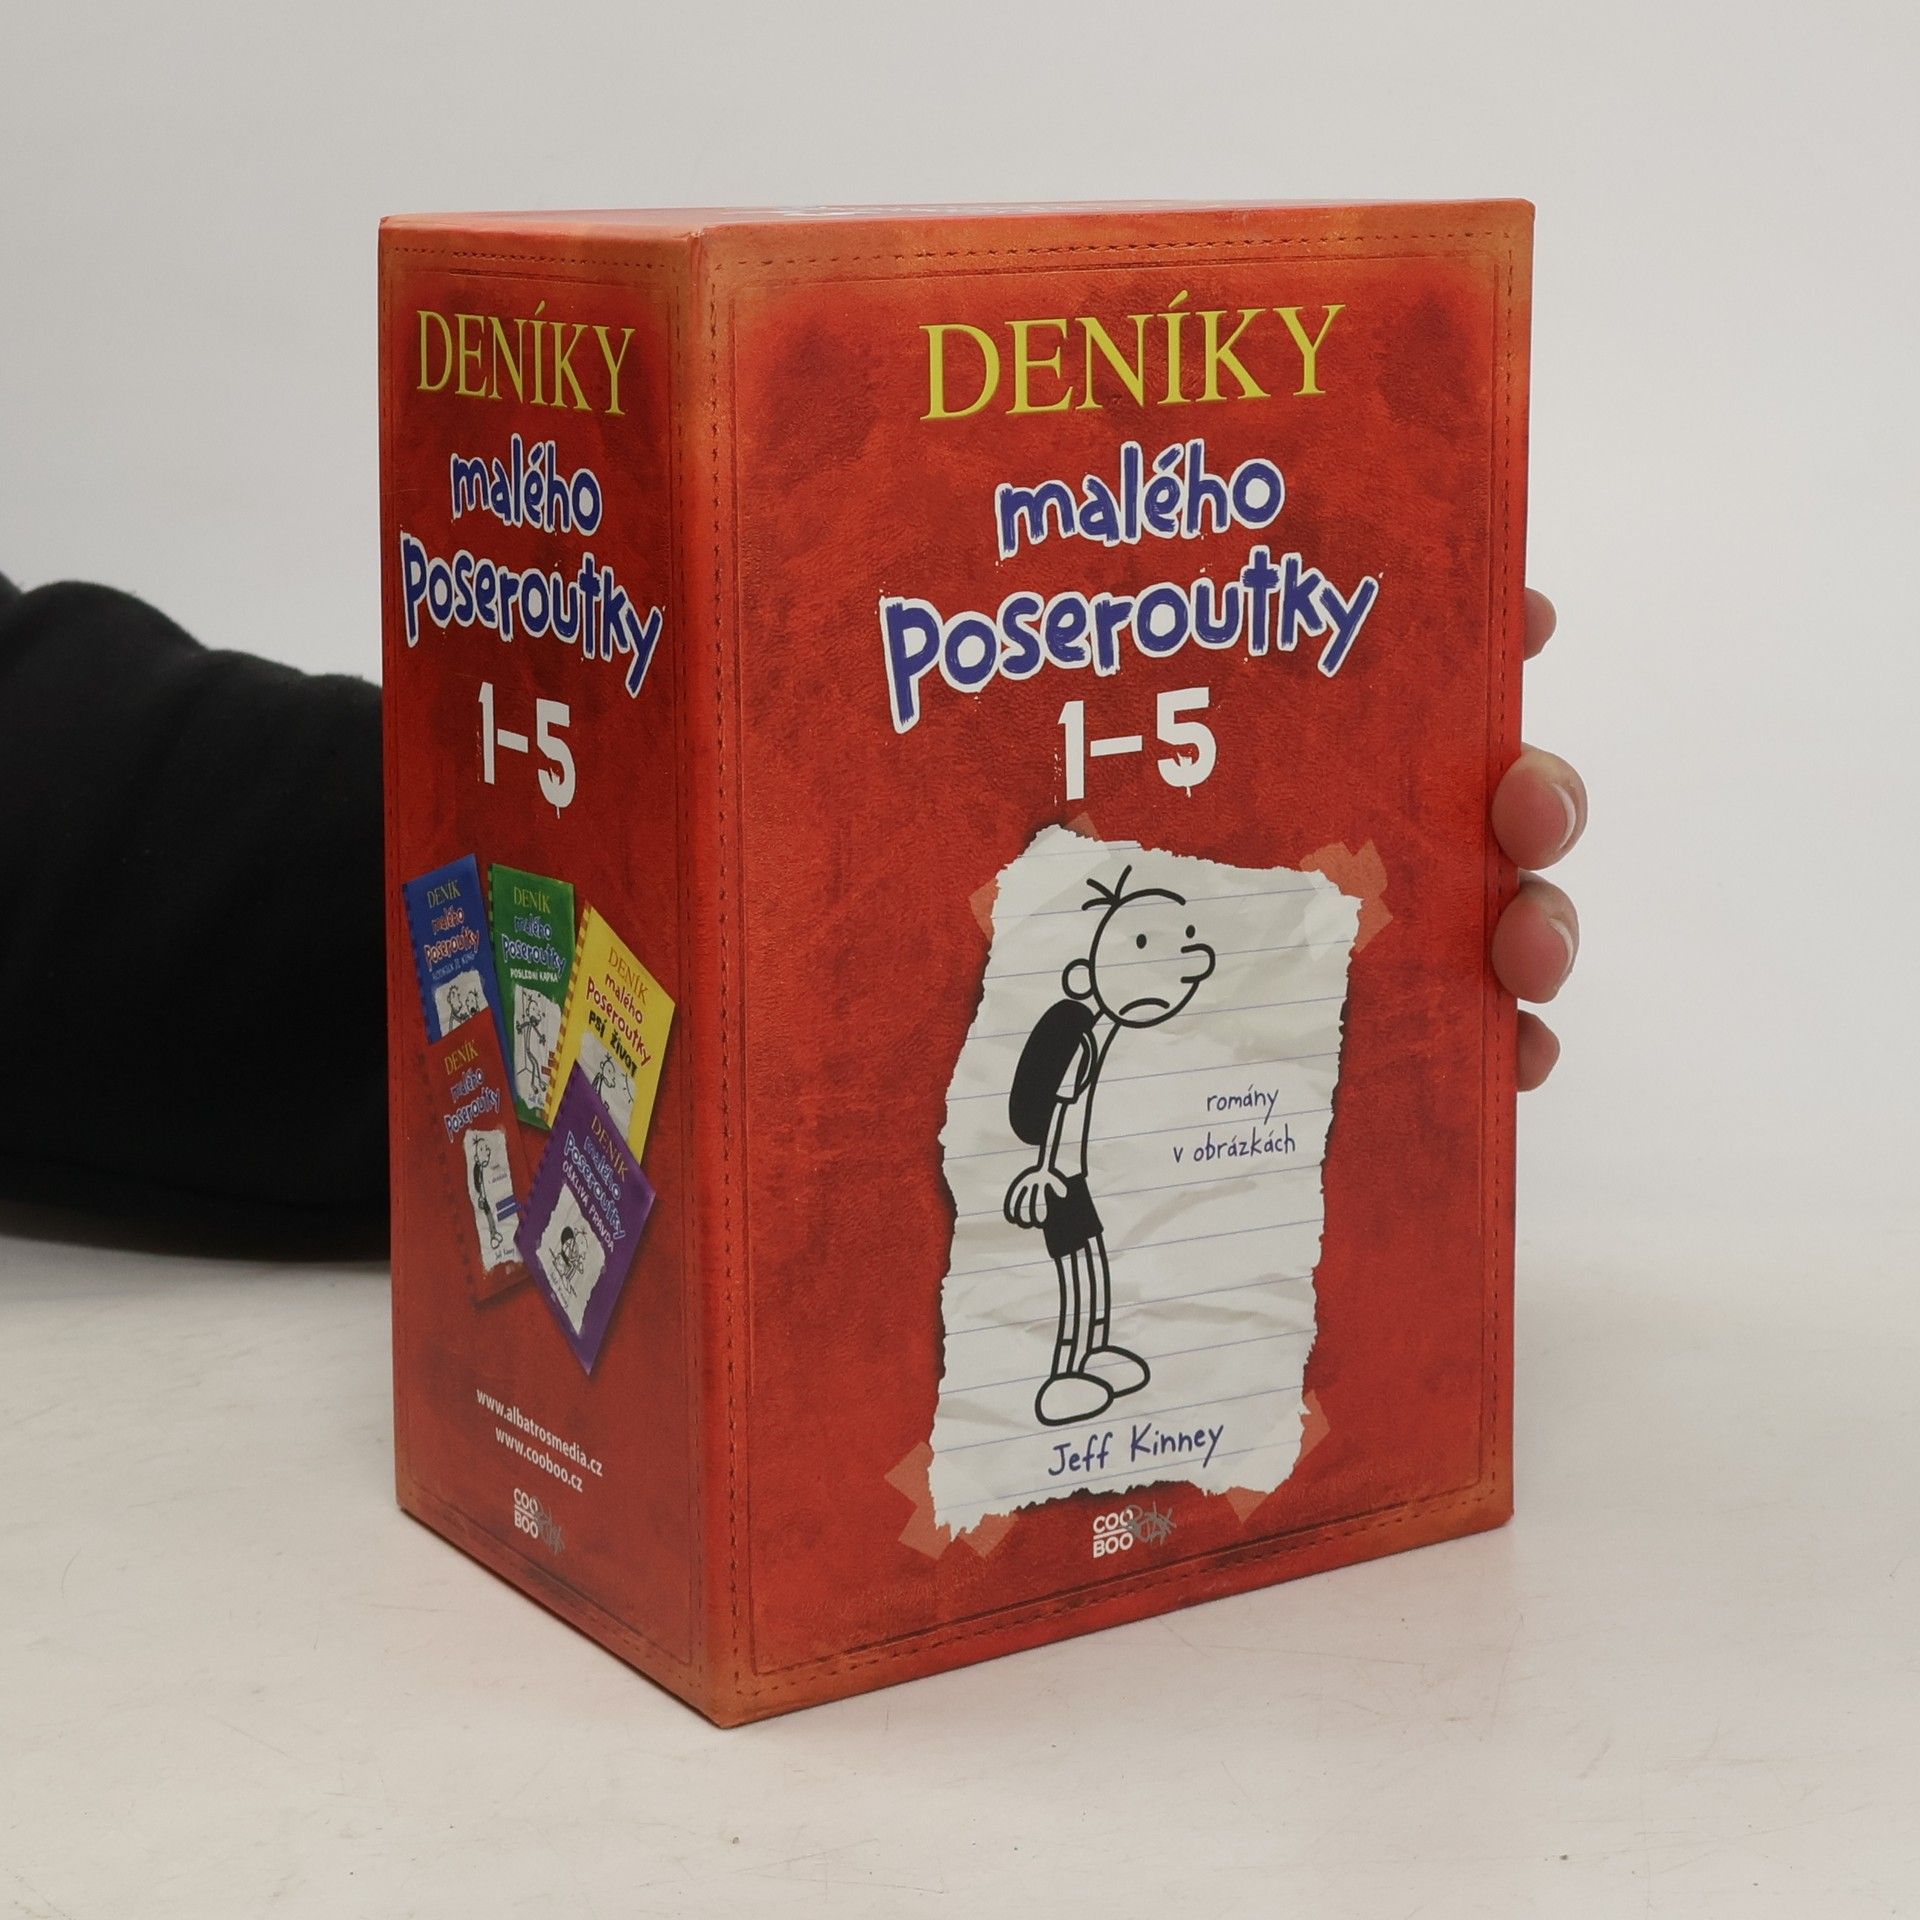 DENÍKY
malého
Poseroutky
1-5
DENÍK
malého
Poseroutky
DENÍK
malého
Poseroutky
POSLEDNÍ KAPKA
DENÍK
malého
Poseroutky
PSÍ ŽIVOT
DENÍK
malého
Poseroutky
DENÍK
malého
Poseroutky
OŠKLIVÁ PRAVDA
www.albatrosmedia.cz
www.cooboo.cz
COO
BOO
DENÍKY
malého
Poseroutky
1-5
romány
v obrázkách
Jeff Kinney
COO
BOO